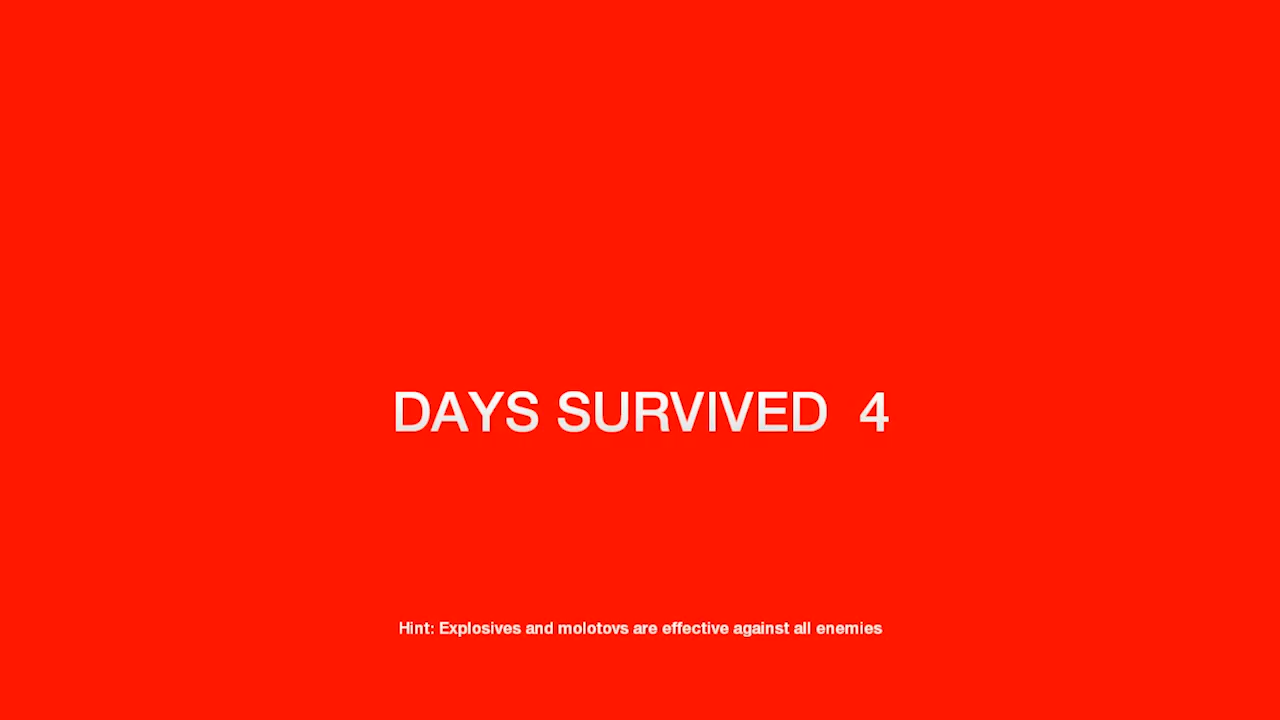 DAYS SURVIVED 4
Hint: Explosives and molotovs are effective against all enemies